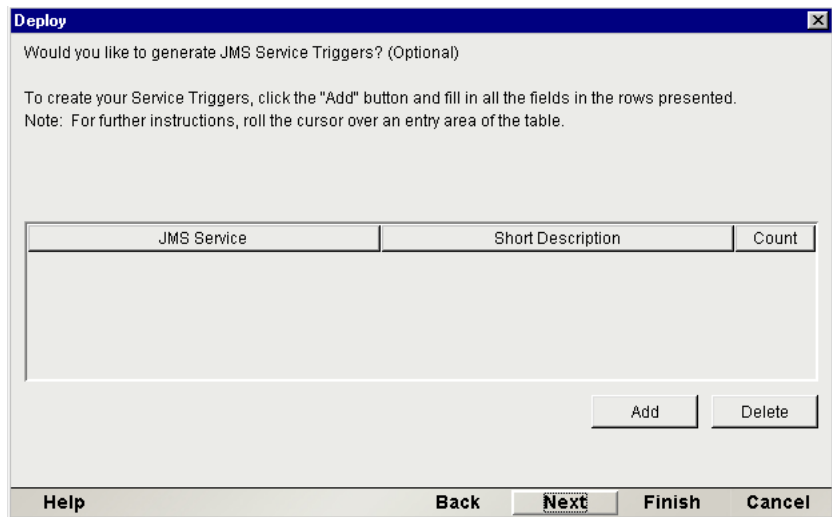 Deploy
Would you like to generate JMS Service Triggers? (Optional)
To create your Service Triggers, click the "Add" button and fill in all the fields in the rows presented.
Note: For further instructions, roll the cursor over an entry area of the table.
JMS Service Short Description Count
Add Delete
Help Back Next Finish Cancel